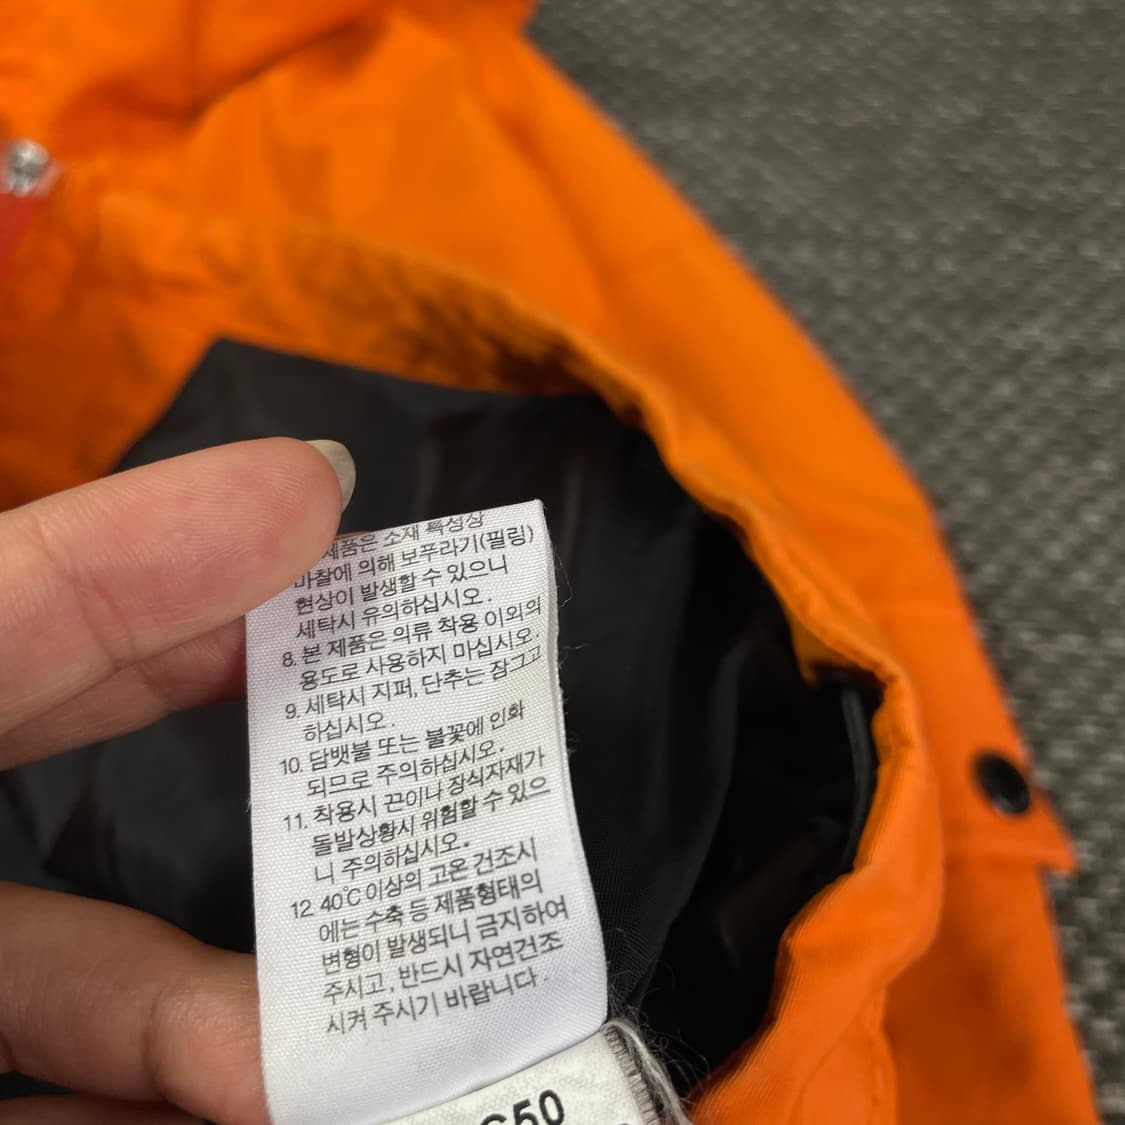 제품은 소재 특성상
마찰에 의해 보푸라기(필링)
현상이 발생할 수 있으니
세탁시 유의하십시오.
8. 본 제품은 의류 착용 이외의
용도로 사용하지 마십시오.
9. 세탁시 지퍼, 단추는 잠그고
하십시오.
10. 담뱃불 또는 불꽃에 인화
되므로 주의하십시오.
11. 착용시 끈이나 장식자재가
돌발상황시 위험할 수 있으
니 주의하십시오.
12. 40℃ 이상의 고온 건조시
에는 수축 등 제품형태의
변형이 발생되니 금지하여
주시고, 반드시 자연건조
시켜 주시기 바랍니다.